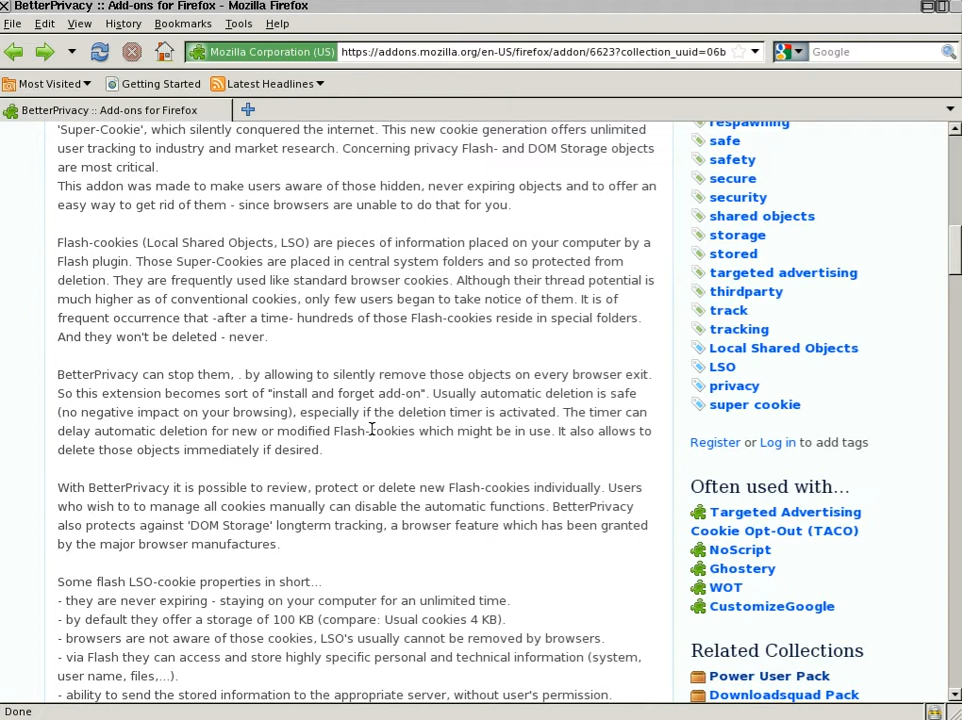 BetterPrivacy :: Add-ons for Firefox - Mozilla Firefox
File Edit View History Bookmarks Tools Help
Mozilla Corporation (US) https://addons.mozilla.org/en-US/firefox/addon/6623?collection_uuid=06b Google
Most Visited Getting Started Latest Headlines
BetterPrivacy :: Add-ons for Firefox
'Super-Cookie', which silently conquered the internet. This new cookie generation offers unlimited
user tracking to industry and market research. Concerning privacy Flash- and DOM Storage objects
are most critical.
This addon was made to make users aware of those hidden, never expiring objects and to offer an
easy way to get rid of them - since browsers are unable to do that for you.
Flash-cookies (Local Shared Objects, LSO) are pieces of information placed on your computer by a
Flash plugin. Those Super-Cookies are placed in central system folders and so protected from
deletion. They are frequently used like standard browser cookies. Although their thread potential is
much higher as of conventional cookies, only few users began to take notice of them. It is of
frequent occurrence that -after a time- hundreds of those Flash-cookies reside in special folders.
And they won't be deleted - never.
BetterPrivacy can stop them, . by allowing to silently remove those objects on every browser exit.
So this extension becomes sort of "install and forget add-on". Usually automatic deletion is safe
(no negative impact on your browsing), especially if the deletion timer is activated. The timer can
delay automatic deletion for new or modified Flash-cookies which might be in use. It also allows to
delete those objects immediately if desired.
With BetterPrivacy it is possible to review, protect or delete new Flash-cookies individually. Users
who wish to to manage all cookies manually can disable the automatic functions. BetterPrivacy
also protects against 'DOM Storage' longterm tracking, a browser feature which has been granted
by the major browser manufactures.
Some flash LSO-cookie properties in short...
- they are never expiring - staying on your computer for an unlimited time.
- by default they offer a storage of 100 KB (compare: Usual cookies 4 KB).
- browsers are not aware of those cookies, LSO's usually cannot be removed by browsers.
- via Flash they can access and store highly specific personal and technical information (system,
user name, files,...).
- ability to send the stored information to the appropriate server, without user's permission.
respawning
safe
safety
secure
security
shared objects
storage
stored
targeted advertising
thirdparty
track
tracking
Local Shared Objects
LSO
privacy
super cookie
Register or Log in to add tags
Often used with...
Targeted Advertising
Cookie Opt-Out (TACO)
NoScript
Ghostery
WOT
CustomizeGoogle
Related Collections
Power User Pack
Downloadsquad Pack
Done